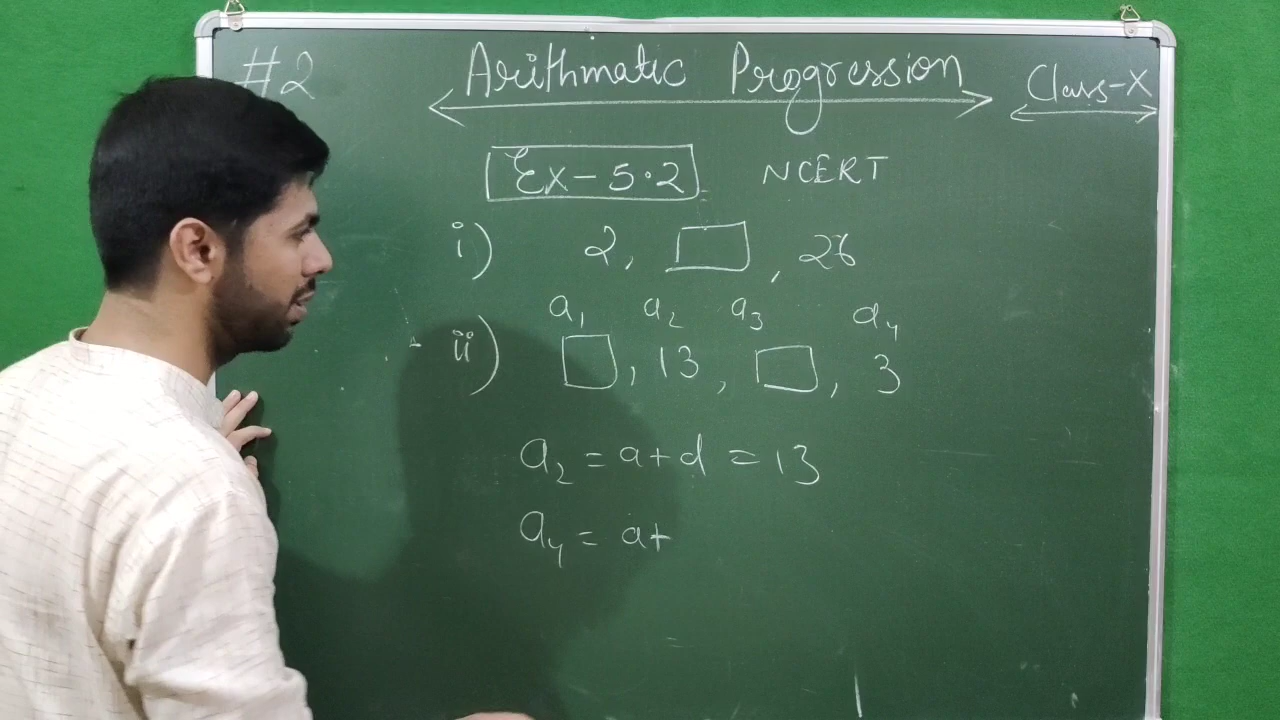 #2 Arithmatic Progression Class-X
Ex-5.2 NCERT
i) 2, □, 26
a₁ a₂ a₃ a₄
ii) □, 13, □, 3
a₂ = a+d = 13
a₄ = a+